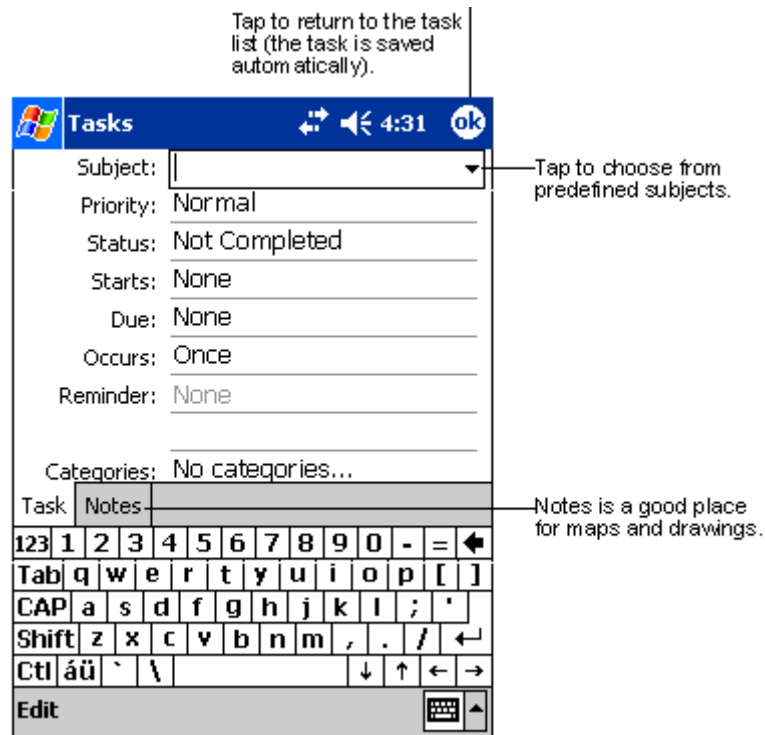 Tap to return to the task
list (the task is saved
automatically).
Tasks 4:31 ok
Subject:
Tap to choose from
predefined subjects.
Priority: Normal
Status: Not Completed
Starts: None
Due: None
Occurs: Once
Reminder: None
Categories: No categories...
Task Notes
Notes is a good place
for maps and drawings.
123 1 2 3 4 5 6 7 8 9 0 - = ←
Tab q w e r t y u i o p [ ]
CAP a s d f g h j k l ; '
Shift z x c v b n m , . / ↵
Ctl áü ` \ ↓ ↑ ← →
Edit